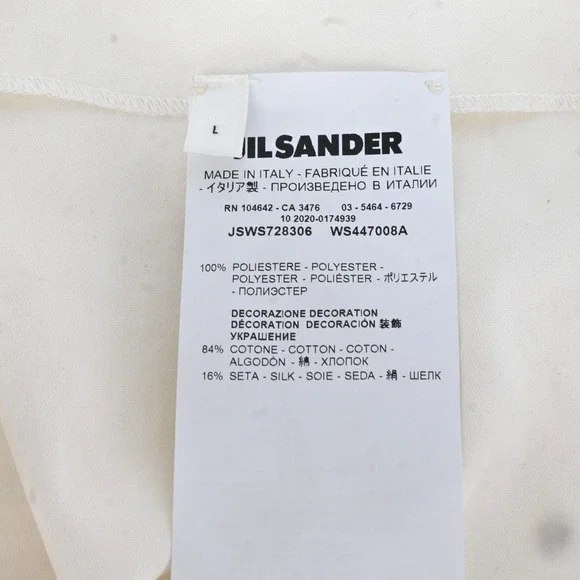 L
JIL SANDER
MADE IN ITALY - FABRIQUÉ EN ITALIE
- イタリア製 - ПРОИЗВЕДЕНО В ИТАЛИИ
RN 104642 - CA 3476 03 - 5464 - 6729
10 2020-0174939
JSWS728306 WS447008A
100% POLIESTERE - POLYESTER -
POLYESTER - POLIÉSTER - ポリエステル
- ПОЛИЭСТЕР
DECORAZIONE DECORATION
DÉCORATION DECORACIÓN 装飾
УКРАШЕНИЕ
84% COTONE - COTTON - COTON -
ALGODÓN - 綿 - ХЛОПОК
16% SETA - SILK - SOIE - SEDA - 絹 - ШЕЛК